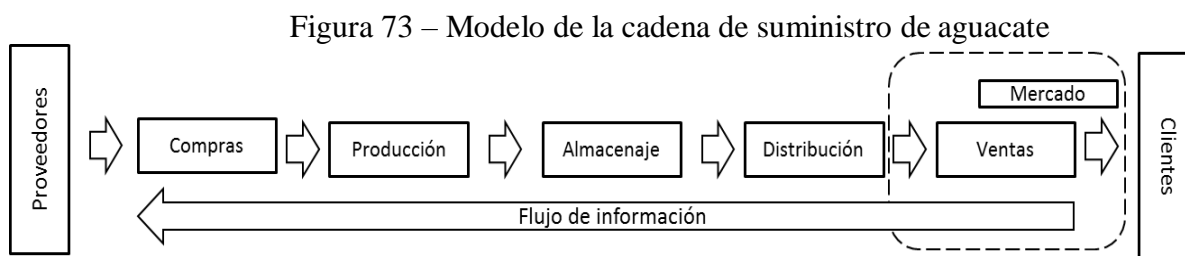 Figura 73 – Modelo de la cadena de suministro de aguacate
Proveedores
Compras
Producción
Almacenaje
Distribución
Mercado
Ventas
Clientes
Flujo de información